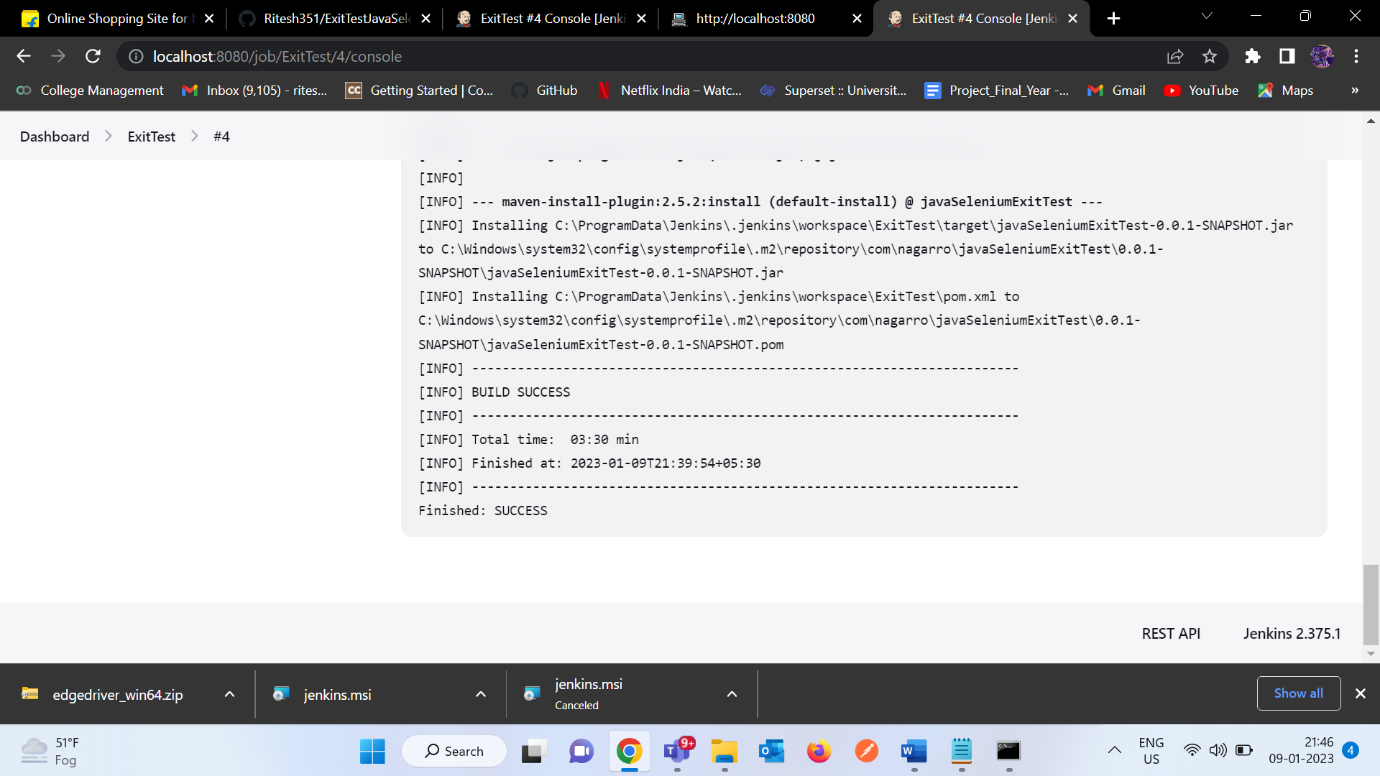 Online Shopping Site for
Ritesh351/ExitTestJavaSel
ExitTest #4 Console [Jenki
http://localhost:8080
ExitTest #4 Console [Jenki
localhost:8080/job/ExitTest/4/console
College Management
Inbox (9,105) - rites...
CC Getting Started | Co...
GitHub
Netflix India – Watc...
Superset :: Universit...
Project_Final_Year -...
Gmail
YouTube
Maps
»
Dashboard > ExitTest > #4
[INFO]
[INFO] --- maven-install-plugin:2.5.2:install (default-install) @ javaSeleniumExitTest ---
[INFO] Installing C:\ProgramData\Jenkins\.jenkins\workspace\ExitTest\target\javaSeleniumExitTest-0.0.1-SNAPSHOT.jar
to C:\Windows\system32\config\systemprofile\.m2\repository\com\nagarro\javaSeleniumExitTest\0.0.1-
SNAPSHOT\javaSeleniumExitTest-0.0.1-SNAPSHOT.jar
[INFO] Installing C:\ProgramData\Jenkins\.jenkins\workspace\ExitTest\pom.xml to
C:\Windows\system32\config\systemprofile\.m2\repository\com\nagarro\javaSeleniumExitTest\0.0.1-
SNAPSHOT\javaSeleniumExitTest-0.0.1-SNAPSHOT.pom
[INFO] ------------------------------------------------------------------------
[INFO] BUILD SUCCESS
[INFO] ------------------------------------------------------------------------
[INFO] Total time:  03:30 min
[INFO] Finished at: 2023-01-09T21:39:54+05:30
[INFO] ------------------------------------------------------------------------
Finished: SUCCESS
REST API
Jenkins 2.375.1
edgedriver_win64.zip
jenkins.msi
jenkins.msi
Canceled
Show all
51°F
Fog
Search
9+
ENG
US
21:46
09-01-2023
4